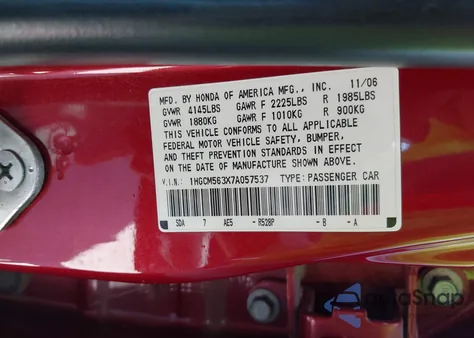 MFD. BY HONDA OF AMERICA MFG., INC. 11/06
GVWR 4145LBS GAWR F 2225LBS R 1985LBS
GVWR 1880KG GAWR F 1010KG R 900KG
THIS VEHICLE CONFORMS TO ALL APPLICABLE
FEDERAL MOTOR VEHICLE SAFETY, BUMPER,
AND THEFT PREVENTION STANDARDS IN EFFECT
ON THE DATE OF MANUFACTURE SHOWN ABOVE.
V.I.N.: 1HGCM563X7A057537 TYPE: PASSENGER CAR
SDA 7 AE5 - R528P - B - A
AutoSnap